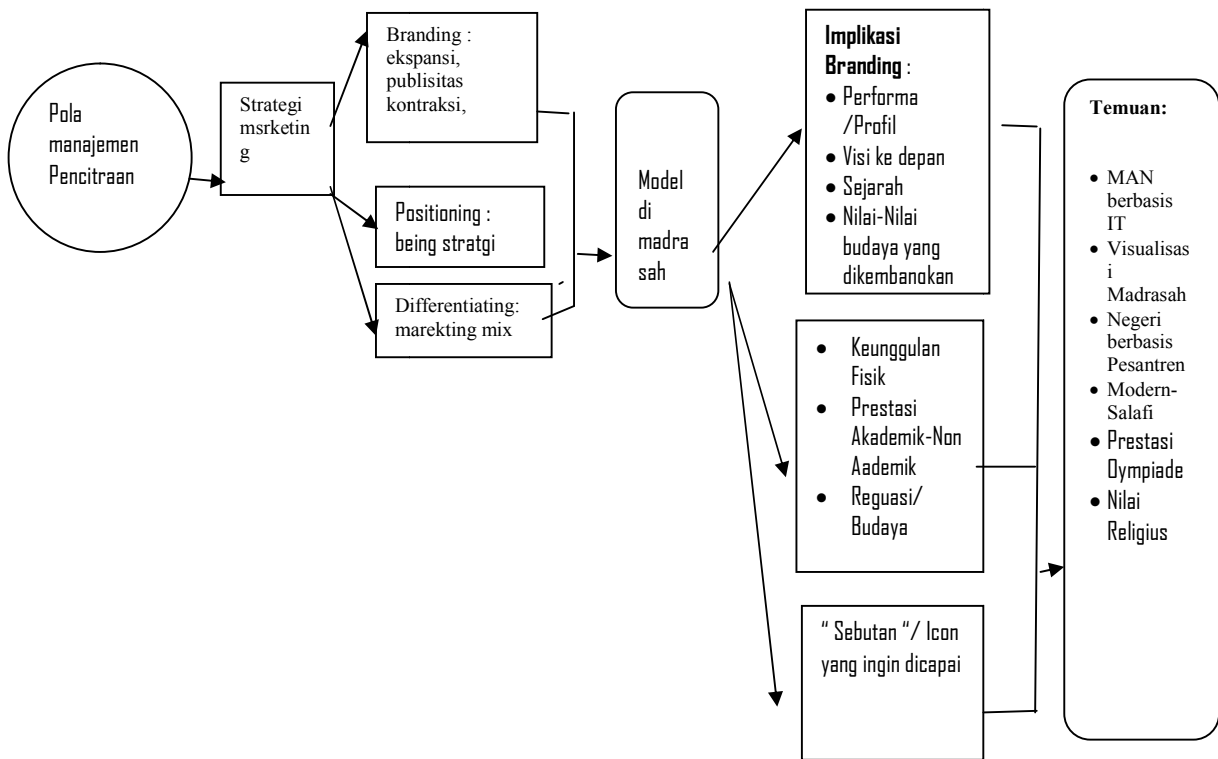 Pola
manajemen
Pencitraan
Strategi
msrketin
g
Branding :
ekspansi,
publisitas
kontraksi,
Positioning :
being stratgi
Differentiating:
marekting mix
Model
di
madra
sah
Implikasi
Branding :
• Performa
/Profil
• Visi ke depan
• Sejarah
• Nilai-Nilai
budaya yang
dikembanokan
• Keunggulan
Fisik
• Prestasi
Akademik-Non
Aademik
• Reguasi/
Budaya
“ Sebutan “/ Icon
yang ingin dicapai
Temuan:
• MAN
berbasis
IT
• Visualisas
i
Madrasah
• Negeri
berbasis
Pesantren
• Modern-
Salafi
• Prestasi
Oympiade
• Nilai
Religius